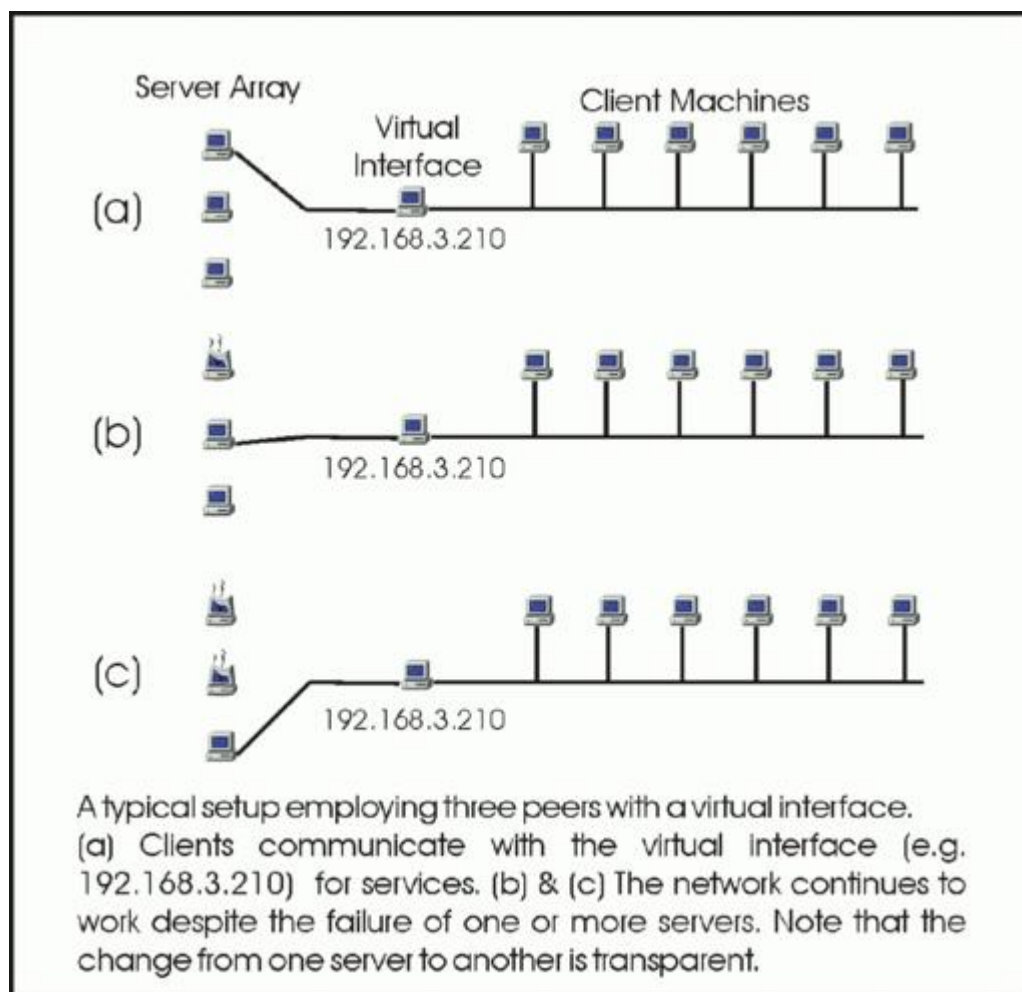 Server Array
Virtual
Interface
Client Machines
(a)
192.168.3.210
(b)
192.168.3.210
(c)
192.168.3.210
A typical setup employing three peers with a virtual interface.
(a) Clients communicate with the virtual interface (e.g.
192.168.3.210) for services. (b) & (c) The network continues to
work despite the failure of one or more servers. Note that the
change from one server to another is transparent.